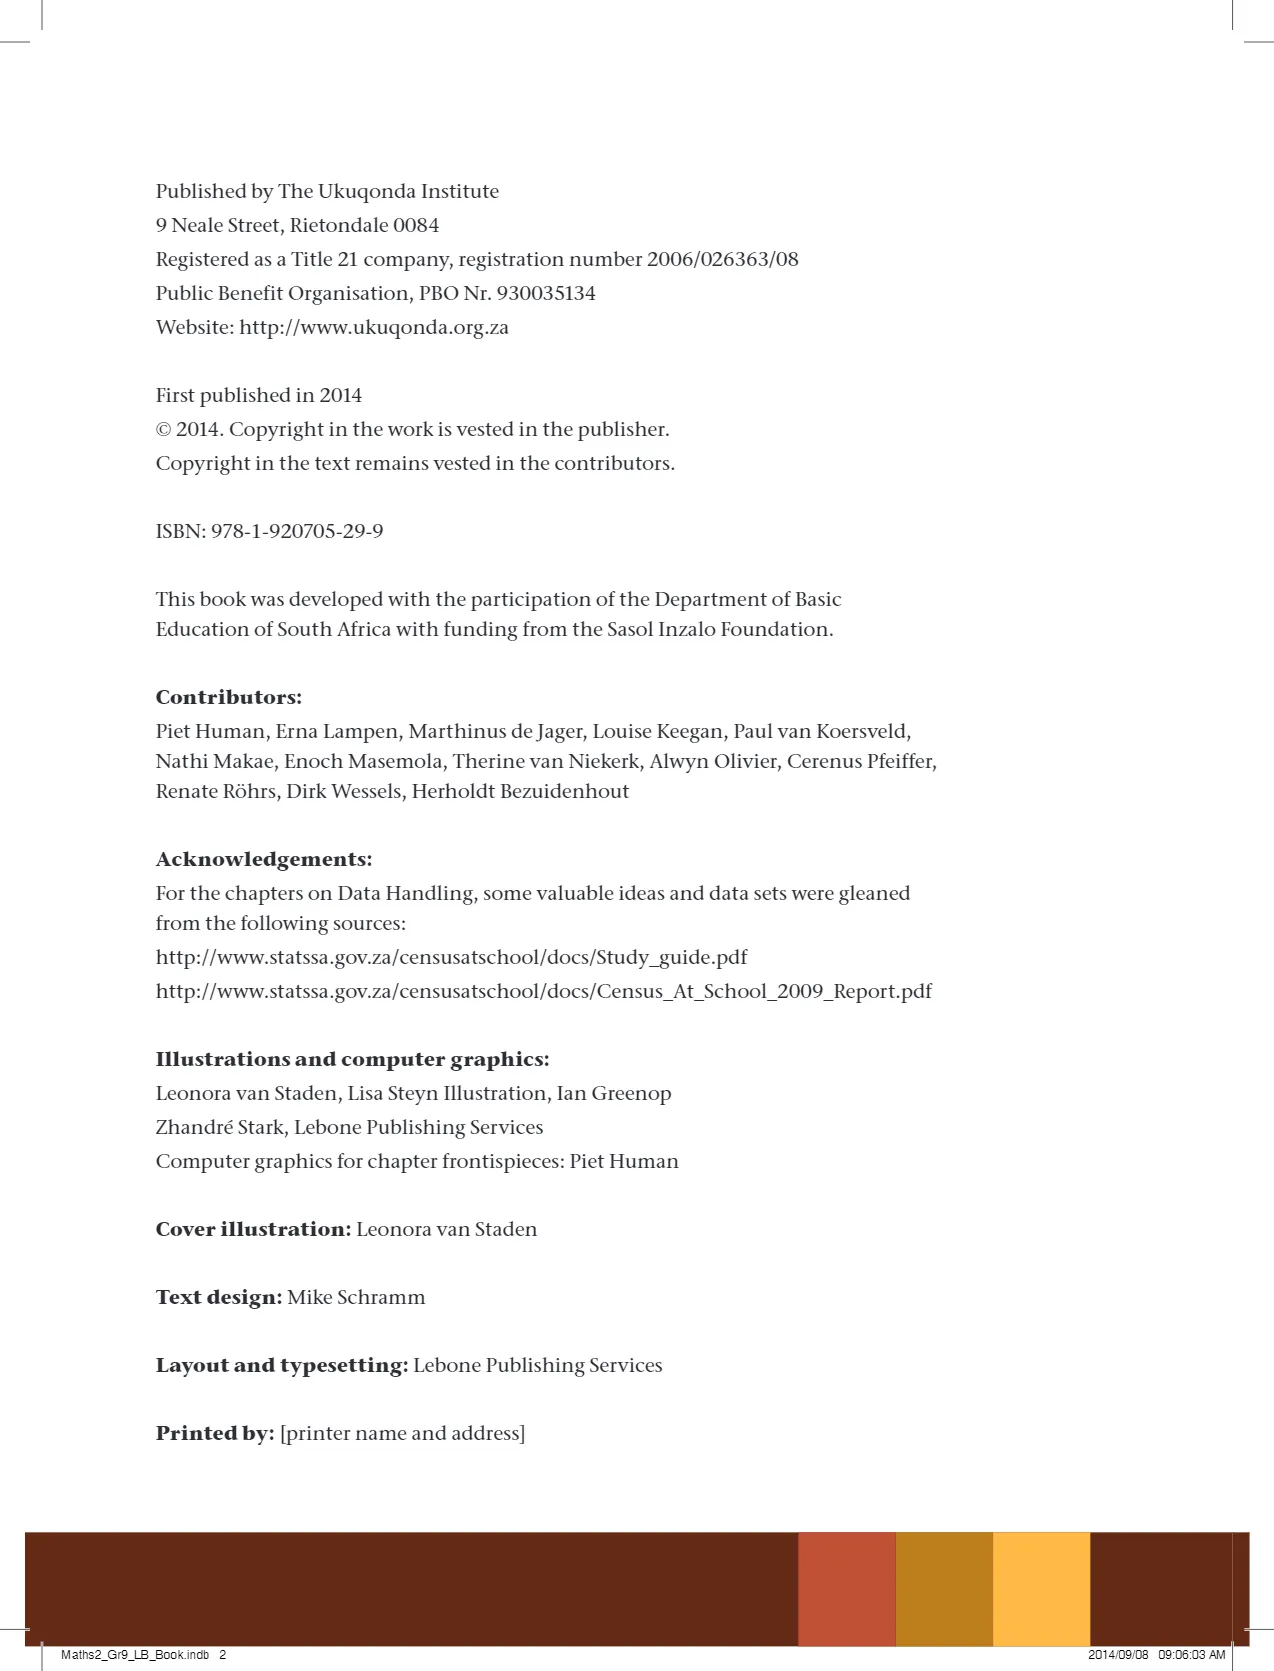 Published by The Ukuqonda Institute
9 Neale Street, Rietondale 0084
Registered as a Title 21 company, registration number 2006/026363/08
Public Benefit Organisation, PBO Nr. 930035134
Website: http://www.ukuqonda.org.za
First published in 2014
© 2014. Copyright in the work is vested in the publisher.
Copyright in the text remains vested in the contributors.
ISBN: 978-1-920705-29-9
This book was developed with the participation of the Department of Basic
Education of South Africa with funding from the Sasol Inzalo Foundation.
Contributors:
Piet Human, Erna Lampen, Marthinus de Jager, Louise Keegan, Paul van Koersveld,
Nathi Makae, Enoch Masemola, Therine van Niekerk, Alwyn Olivier, Cerenus Pfeiffer,
Renate Röhrs, Dirk Wessels, Herholdt Bezuidenhout
Acknowledgements:
For the chapters on Data Handling, some valuable ideas and data sets were gleaned
from the following sources:
http://www.statssa.gov.za/censusatschool/docs/Study_guide.pdf
http://www.statssa.gov.za/censusatschool/docs/Census_At_School_2009_Report.pdf
Illustrations and computer graphics:
Leonora van Staden, Lisa Steyn Illustration, Ian Greenop
Zhandré Stark, Lebone Publishing Services
Computer graphics for chapter frontispieces: Piet Human
Cover illustration: Leonora van Staden
Text design: Mike Schramm
Layout and typesetting: Lebone Publishing Services
Printed by: [printer name and address]
Maths2_Gr9_LB_Book.indb 2
2014/09/08 09:06:03 AM